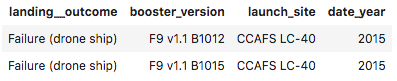 landing__outcome booster_version launch_site date_year
Failure (drone ship) F9 v1.1 B1012 CCAFS LC-40 2015
Failure (drone ship) F9 v1.1 B1015 CCAFS LC-40 2015